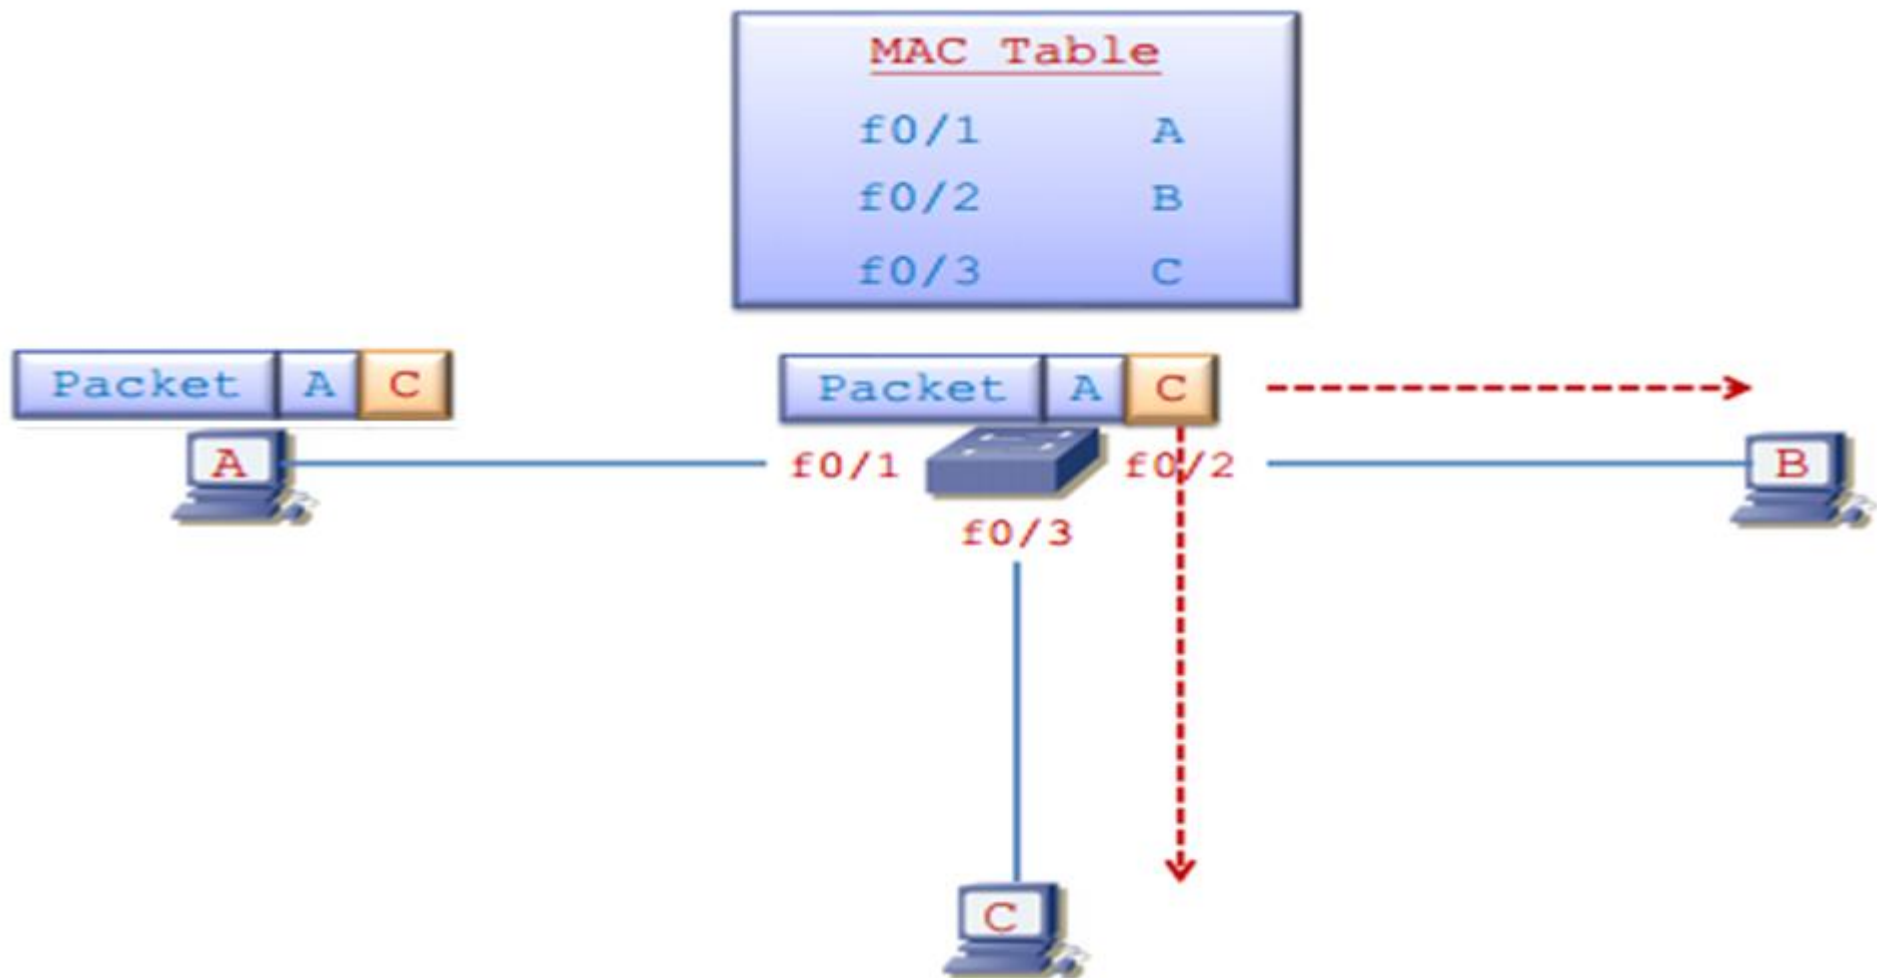 MAC Table
f0/1 A
f0/2 B
f0/3 C
Packet A C
Packet A C
A
f0/1
f0/2
B
f0/3
C